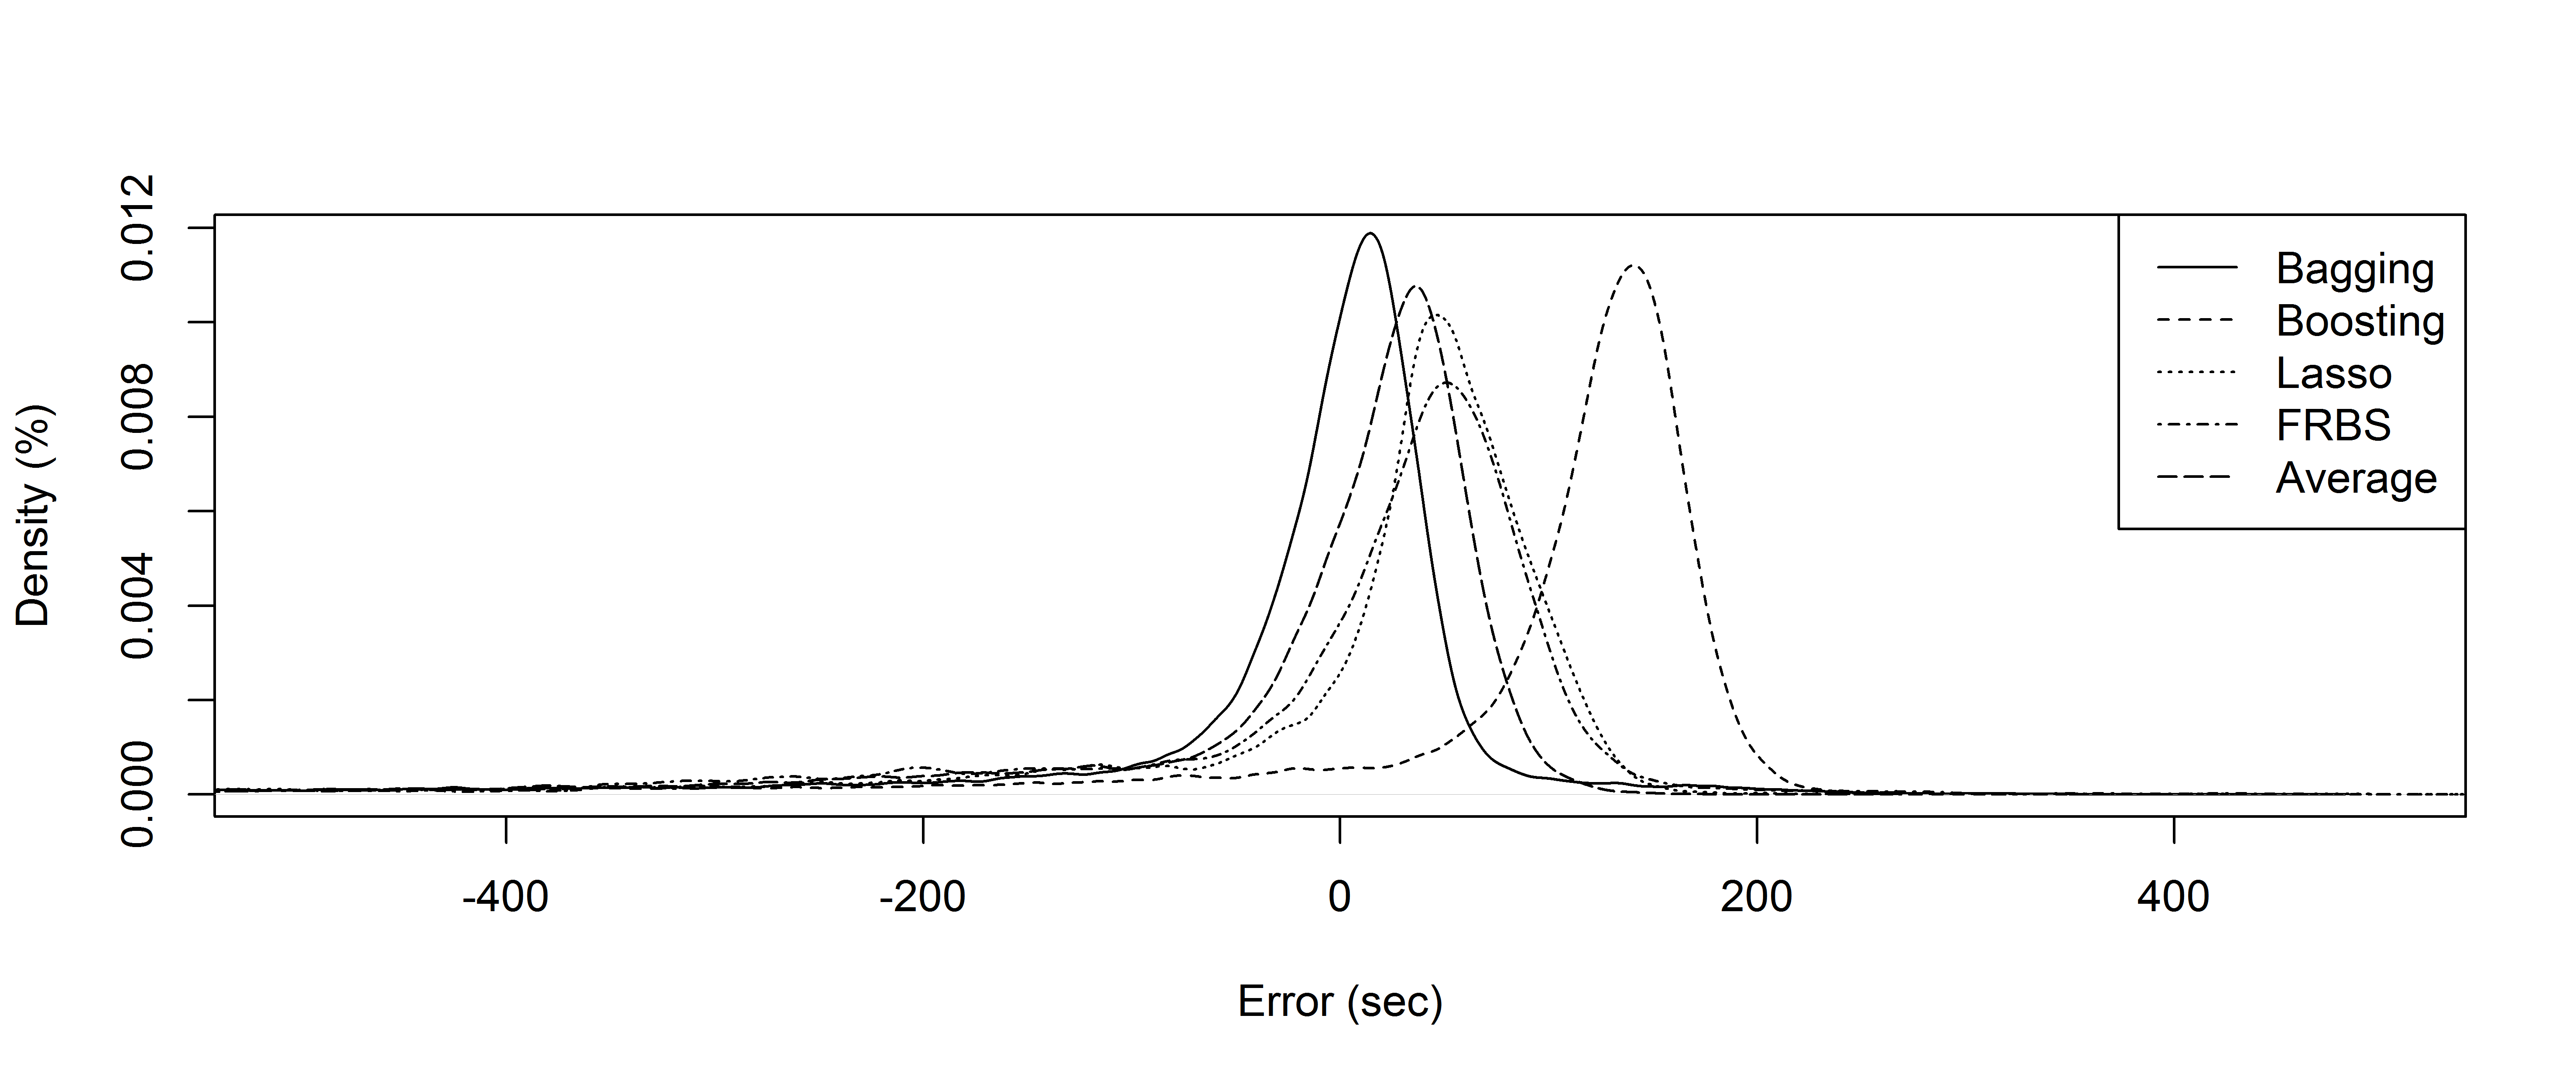 Density (%)
0.012
0.008
0.004
0.000
Bagging
Boosting
Lasso
FRBS
Average
-400 -200 0 200 400
Error (sec)